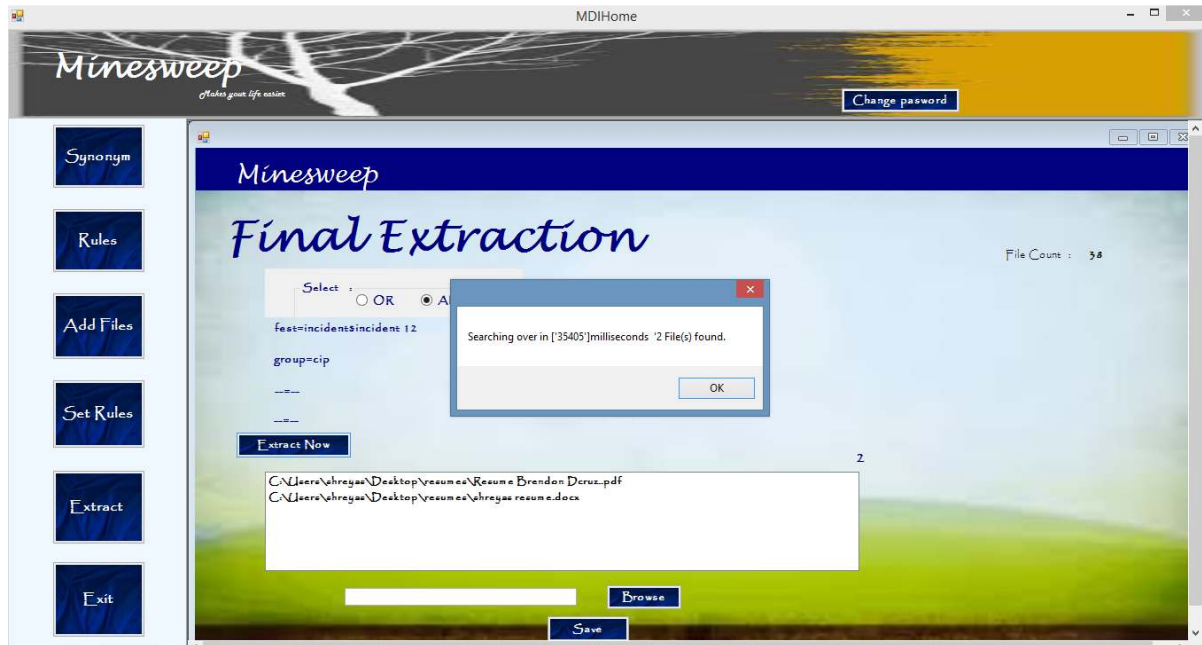 MDIHome
Minesweep
Makes your life easier
Change pasword
Synonym
Rules
Add Files
Set Rules
Extract
Exit
Minesweep
Final Extraction
File Count : 38
Select :
OR
fest=incident$incident 12
group=cip
--=--
--=--
Searching over in ['35405']milliseconds '2 File(s) found.
OK
Extract Now
2
C:\Users\shreyas\Desktop\resumes\Resume Brendon Dcruz.pdf
C:\Users\shreyas\Desktop\resumes\shreyas resume.docx
Browse
Save